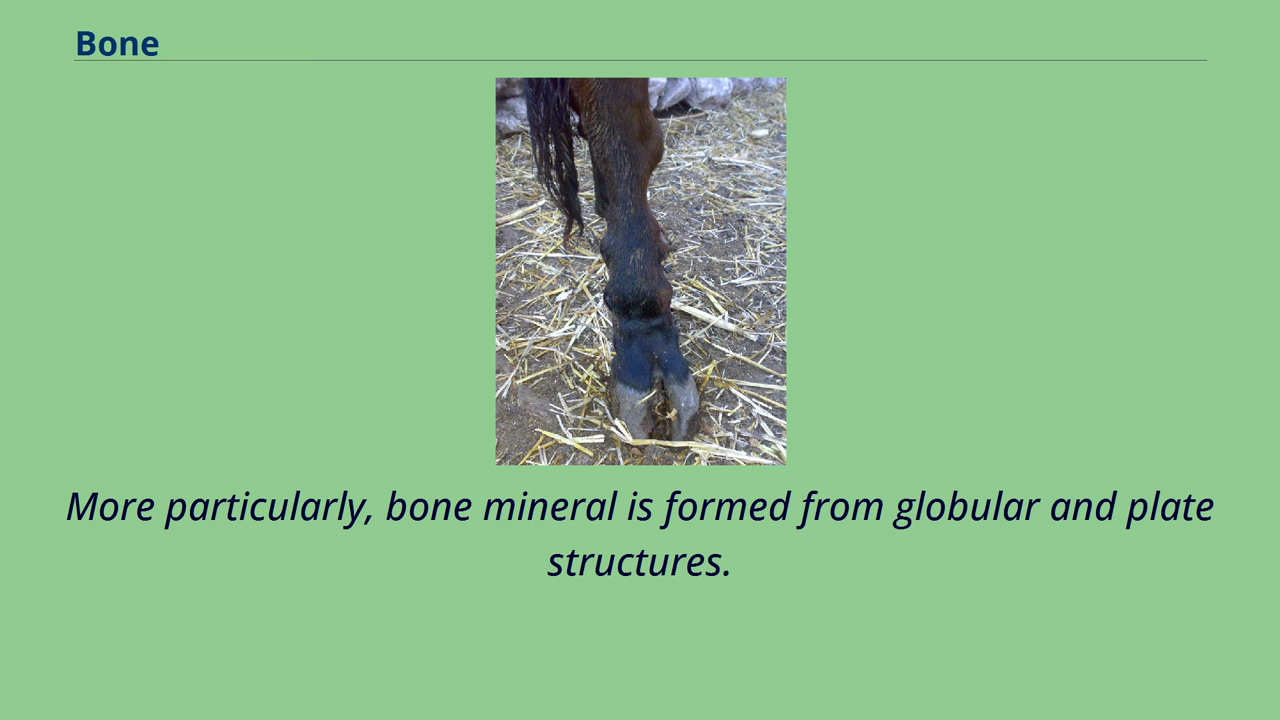 Bone
More particularly, bone mineral is formed from globular and plate
structures.